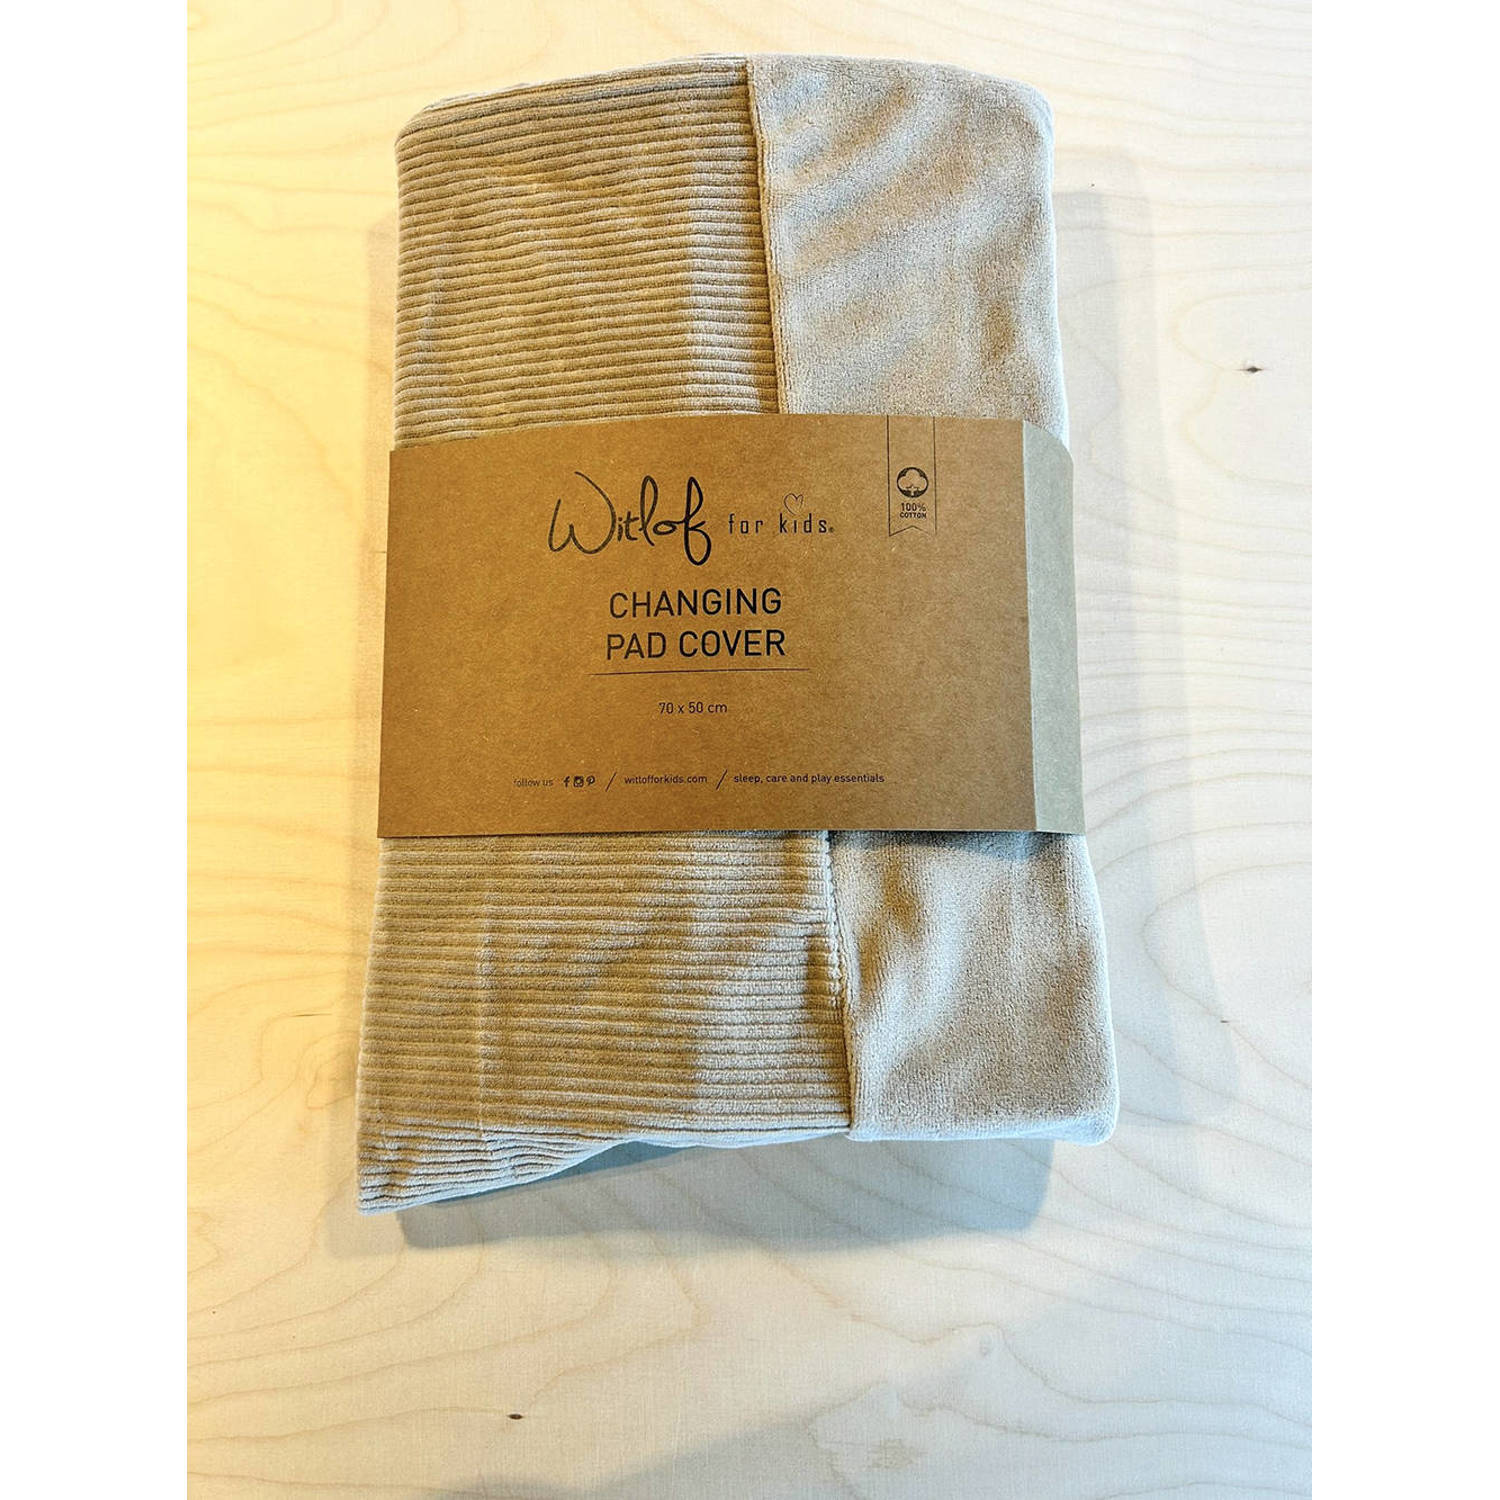 Witlof for kids®
100%
COTTON
CHANGING
PAD COVER
70 x 50 cm
follow us / witlofforkids.com / sleep, care and play essentials